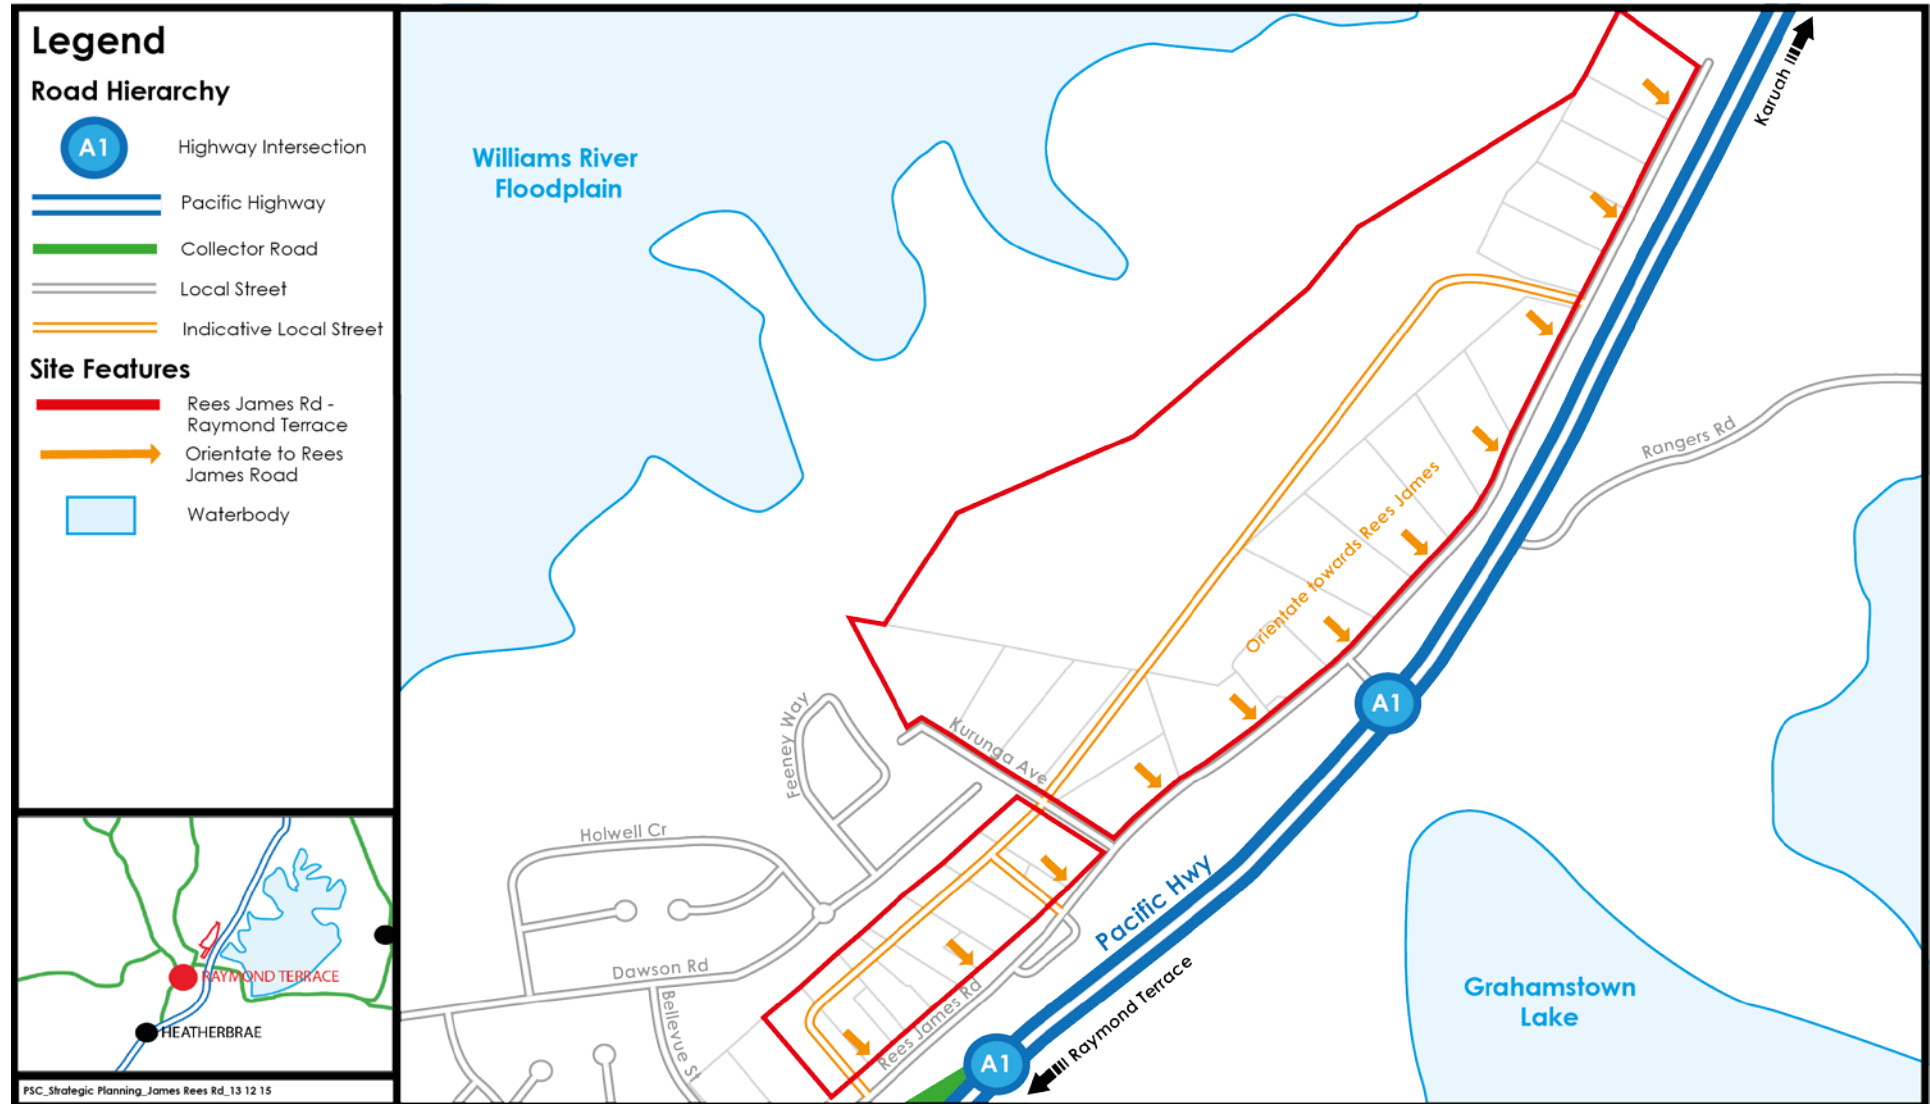 Legend
Road Hierarchy
A1
Highway Intersection
Pacific Highway
Collector Road
Local Street
Indicative Local Street
Site Features
Rees James Rd -
Raymond Terrace
Orientate to Rees
James Road
Waterbody
RAYMOND TERRACE
HEATHERBRAE
PSC_Strategic Planning_James Rees Rd_13 12 15
Williams River
Floodplain
Karuah
Rangers Rd
Orientate towards Rees James
A1
Feeney Way
Kurunga Ave
Holwell Cr
Pacific Hwy
Dawson Rd
Bellevue St
Rees James Rd
Raymond Terrace
A1
Grahamstown
Lake